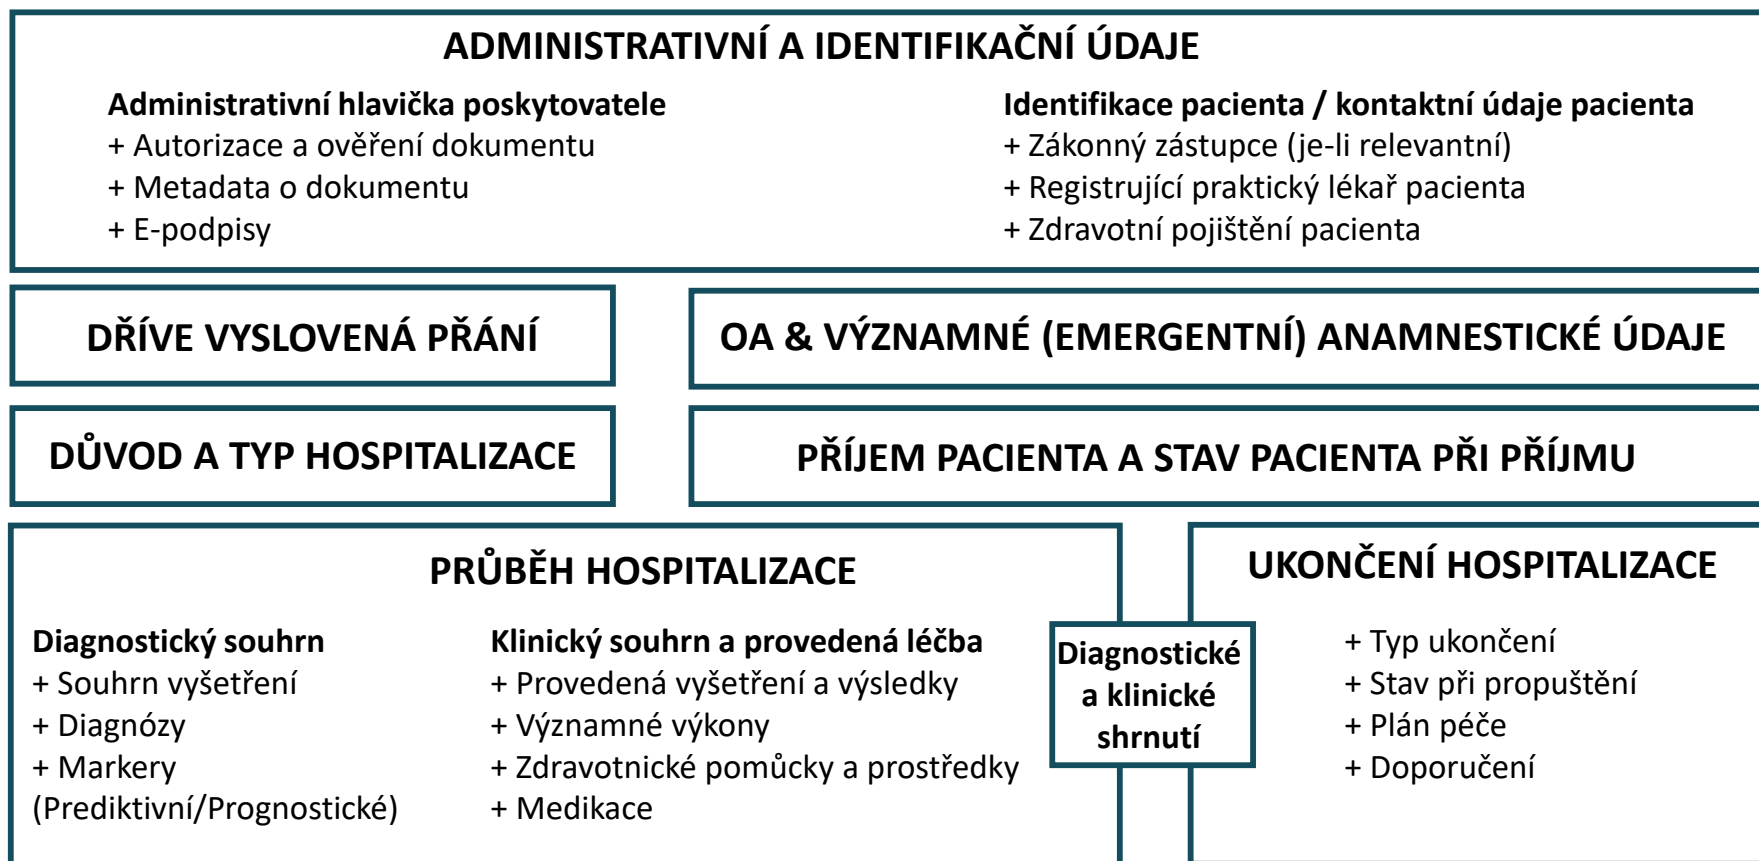 ADMINISTRATIVNÍ A IDENTIFIKAČNÍ ÚDAJE
Administrativní hlavička poskytovatele
+ Autorizace a ověření dokumentu
+ Metadata o dokumentu
+ E-podpisy
Identifikace pacienta / kontaktní údaje pacienta
+ Zákonný zástupce (je-li relevantní)
+ Registrující praktický lékař pacienta
+ Zdravotní pojištění pacienta
DŘÍVE VYSLOVENÁ PŘÁNÍ
OA & VÝZNAMNÉ (EMERGENTNÍ) ANAMNESTICKÉ ÚDAJE
DŮVOD A TYP HOSPITALIZACE
PŘÍJEM PACIENTA A STAV PACIENTA PŘI PŘÍJMU
PRŮBĚH HOSPITALIZACE
Diagnostický souhrn
+ Souhrn vyšetření
+ Diagnózy
+ Markery
(Prediktivní/Prognostické)
Klinický souhrn a provedená léčba
+ Provedená vyšetření a výsledky
+ Významné výkony
+ Zdravotnické pomůcky a prostředky
+ Medikace
Diagnostické
a klinické
shrnutí
UKONČENÍ HOSPITALIZACE
+ Typ ukončení
+ Stav při propuštění
+ Plán péče
+ Doporučení